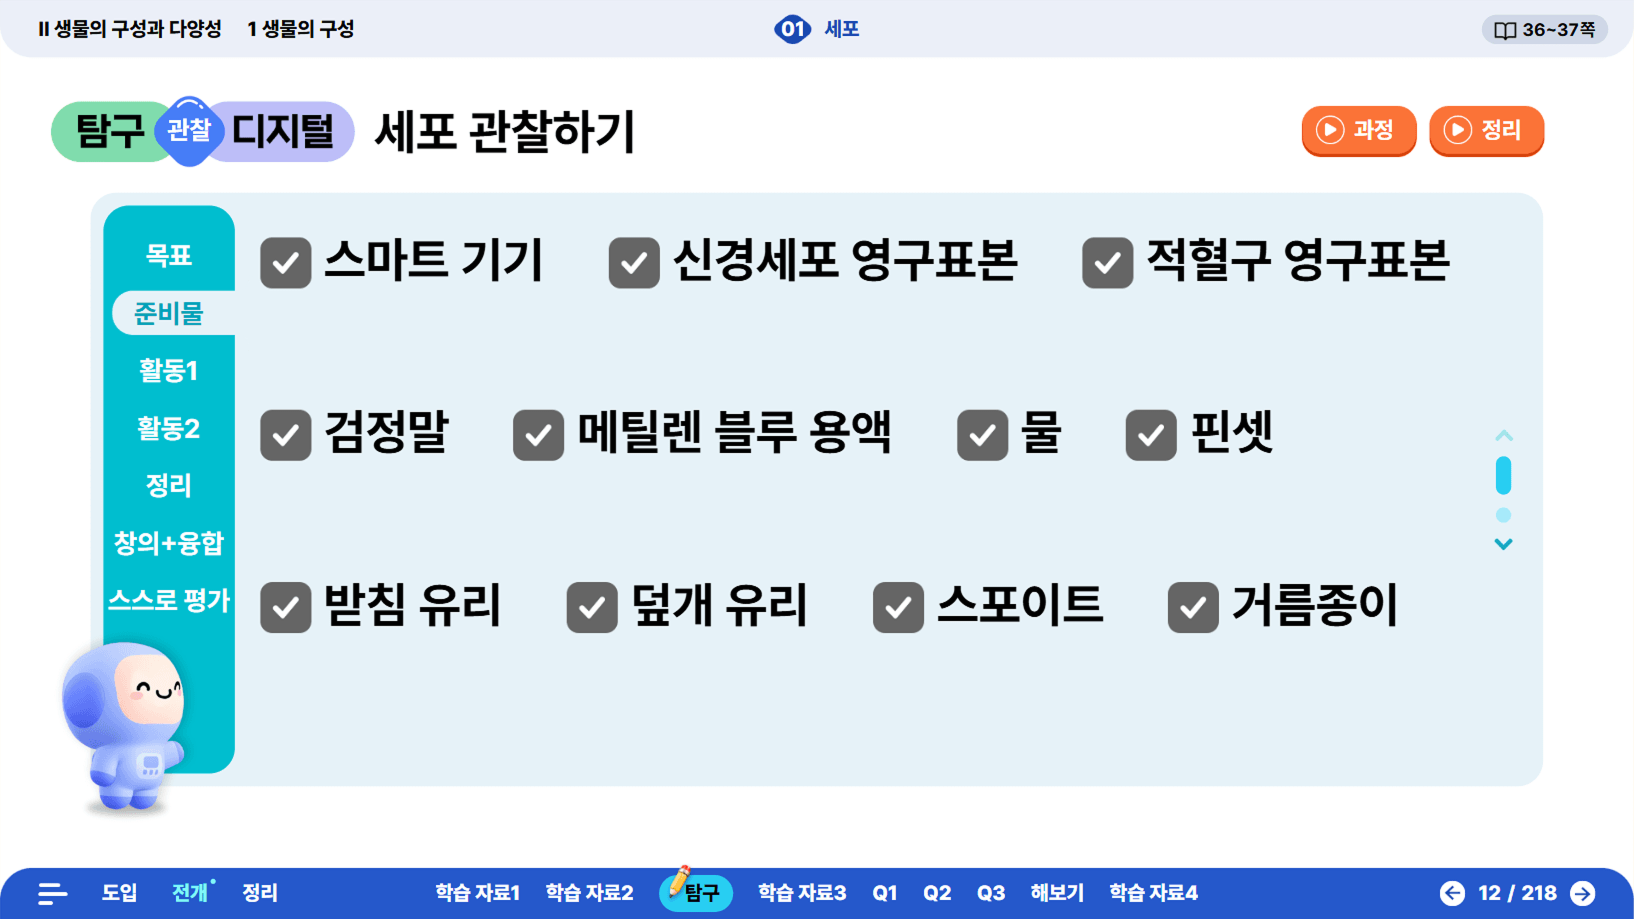 II 생물의 구성과 다양성 1 생물의 구성
01 세포
36~37쪽
탐구 관찰 디지털 세포 관찰하기
과정 정리
목표
준비물
활동1
활동2
정리
창의+융합
스스로 평가
스마트 기기 신경세포 영구표본 적혈구 영구표본
검정말 메틸렌 블루 용액 물 핀셋
받침 유리 덮개 유리 스포이트 거름종이
도입 전개 정리 학습 자료1 학습 자료2 탐구 학습 자료3 Q1 Q2 Q3 해보기 학습 자료4 12 / 218